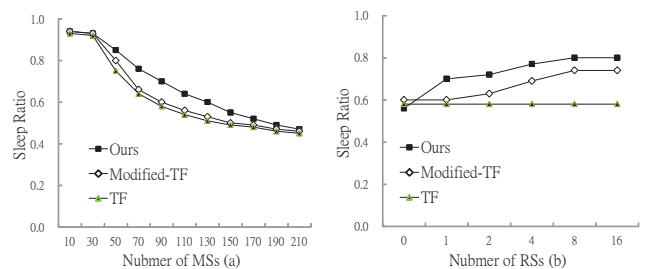 1.0
0.8
0.6
0.4
0.2
0.0
Sleep Ratio
Ours
Modified-TF
TF
10 30 50 70 90 110 130 150 170 190 210
Nubmer of MSs (a)
1.0
0.8
0.6
0.4
0.2
0.0
Sleep Ratio
Ours
Modified-TF
TF
0 1 2 4 8 16
Nubmer of RSs (b)